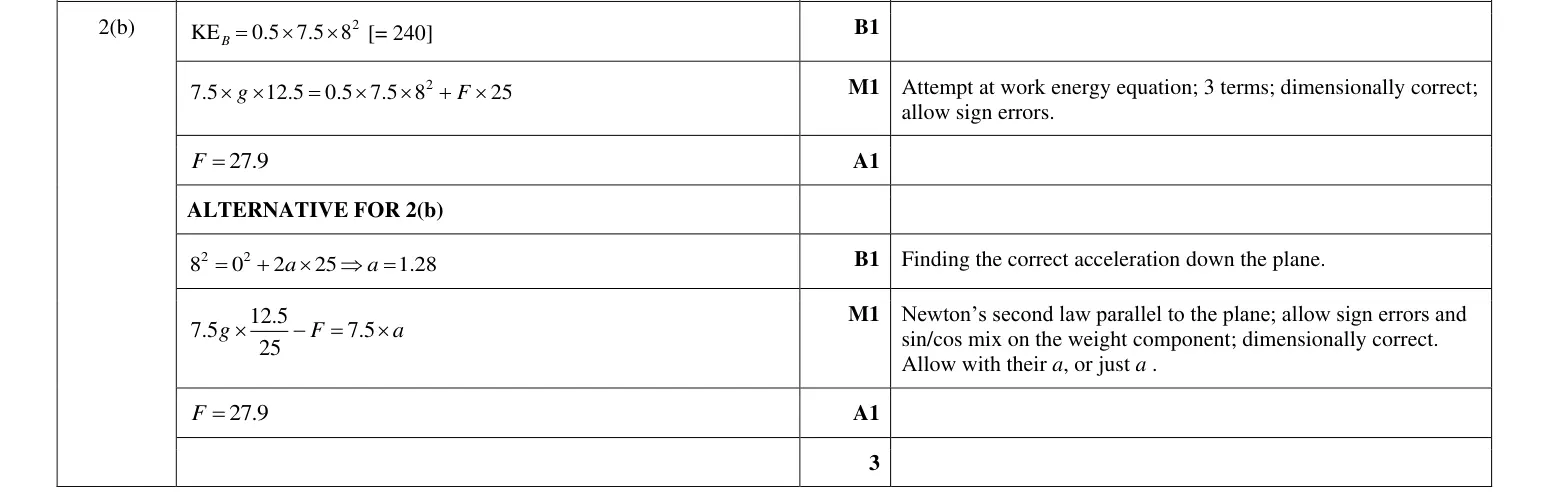 2(b) KE_B = 0.5 × 7.5 × 8² [= 240] B1
7.5 × g × 12.5 = 0.5 × 7.5 × 8² + F × 25 M1 Attempt at work energy equation; 3 terms; dimensionally correct;
allow sign errors.
F = 27.9 A1
ALTERNATIVE FOR 2(b)
8² = 0² + 2a × 25 ⇒ a = 1.28 B1 Finding the correct acceleration down the plane.
7.5g × 12.5/25 − F = 7.5 × a M1 Newton’s second law parallel to the plane; allow sign errors and
sin/cos mix on the weight component; dimensionally correct.
Allow with their a, or just a .
F = 27.9 A1
3